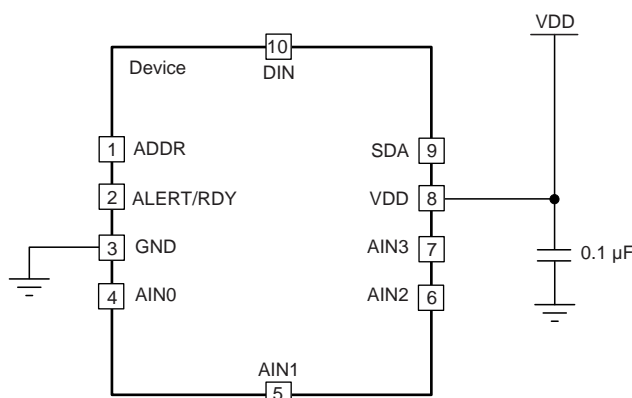 VDD
10
Device
DIN
1 ADDR
SDA 9
2 ALERT/RDY
VDD 8
3 GND
AIN3 7
0.1 µF
4 AIN0
AIN2 6
AIN1
5